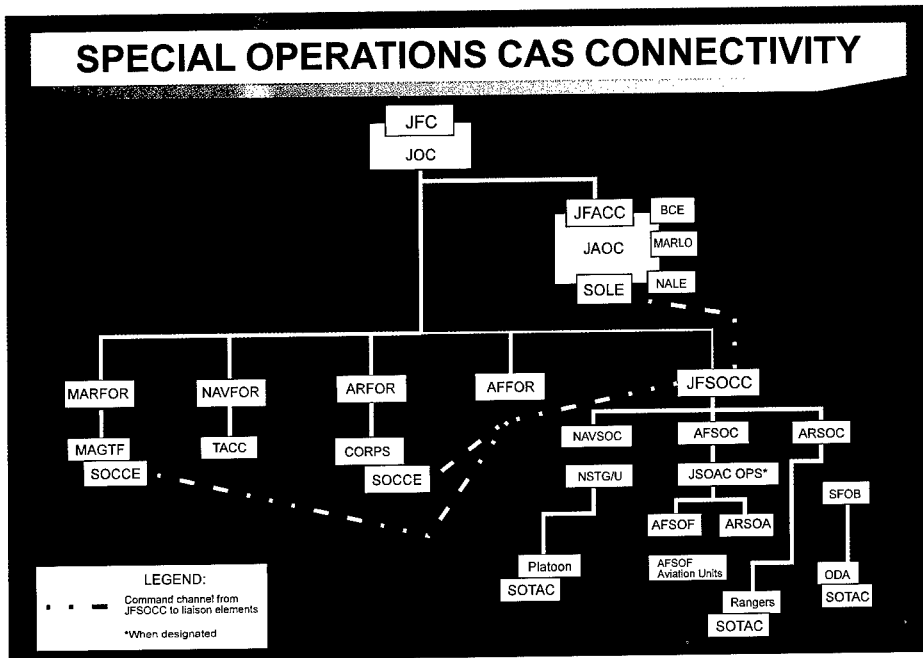 SPECIAL OPERATIONS CAS CONNECTIVITY
JFC
JOC
JFACC
BCE
JAOC
MARLO
SOLE
NALE
MARFOR
NAVFOR
ARFOR
AFFOR
JFSOCC
MAGTF
SOCCE
TACC
CORPS
SOCCE
NAVSOC
AFSOC
ARSOC
NSTG/U
JSOAC OPS*
SFOB
AFSOF
ARSOA
Platoon
SOTAC
AFSOF
Aviation Units
Rangers
SOTAC
ODA
SOTAC
LEGEND:
Command channel from
JFSOCC to liaison elements
*When designated